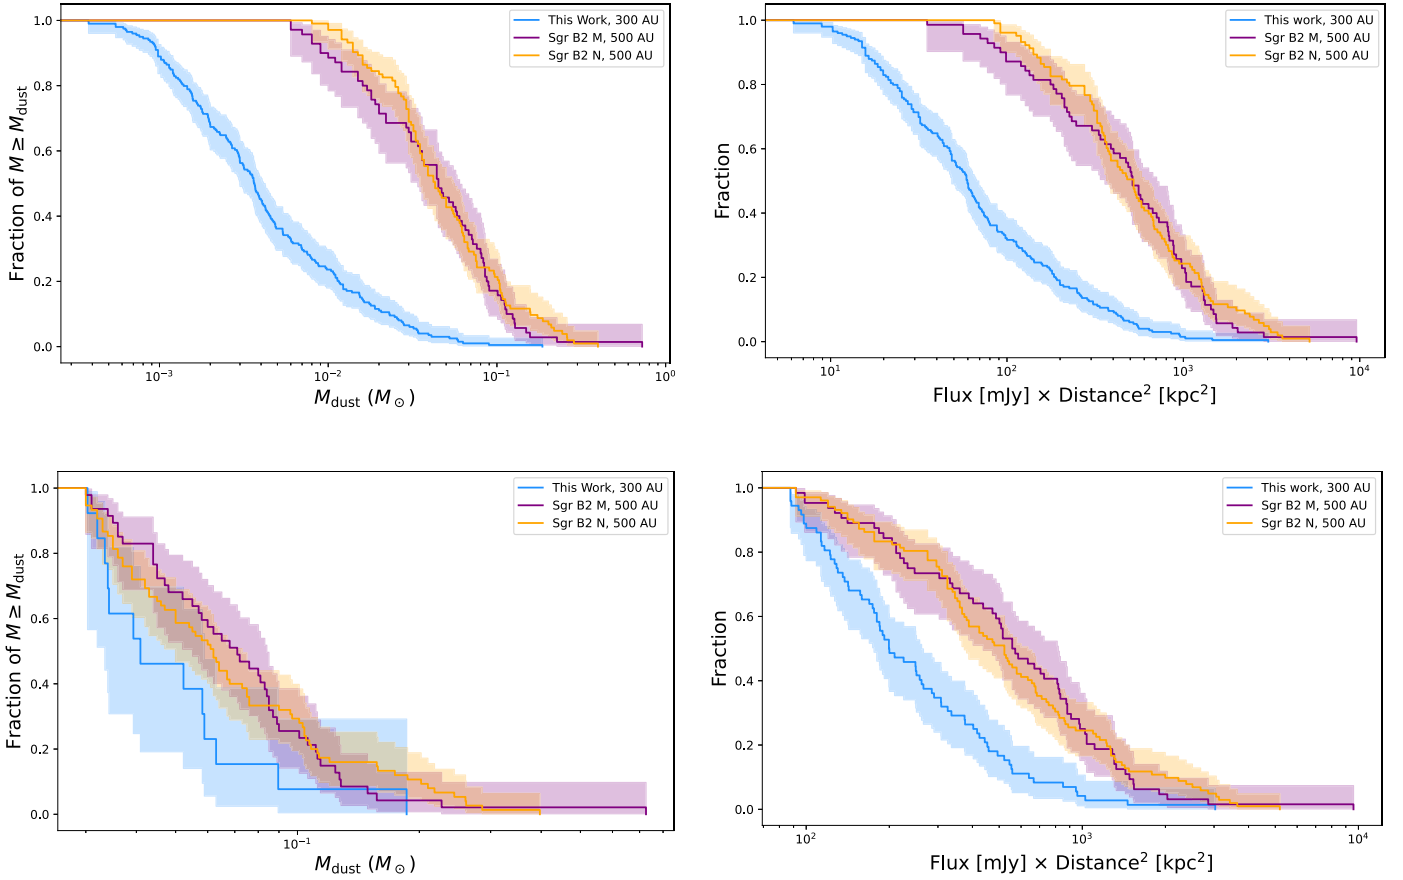 This Work, 300 AU
Sgr B2 M, 500 AU
Sgr B2 N, 500 AU
1.0
0.8
0.6
0.4
0.2
0.0
Fraction of M ≥ M_dust
10⁻³
10⁻²
10⁻¹
10⁰
M_dust (M_⊙)
This work, 300 AU
Sgr B2 M, 500 AU
Sgr B2 N, 500 AU
1.0
0.8
0.6
0.4
0.2
0.0
Fraction
10¹
10²
10³
10⁴
Flux [mJy] × Distance² [kpc²]
This Work, 300 AU
Sgr B2 M, 500 AU
Sgr B2 N, 500 AU
1.0
0.8
0.6
0.4
0.2
0.0
Fraction of M ≥ M_dust
10⁻¹
M_dust (M_⊙)
This work, 300 AU
Sgr B2 M, 500 AU
Sgr B2 N, 500 AU
1.0
0.8
0.6
0.4
0.2
0.0
Fraction
10²
10³
10⁴
Flux [mJy] × Distance² [kpc²]